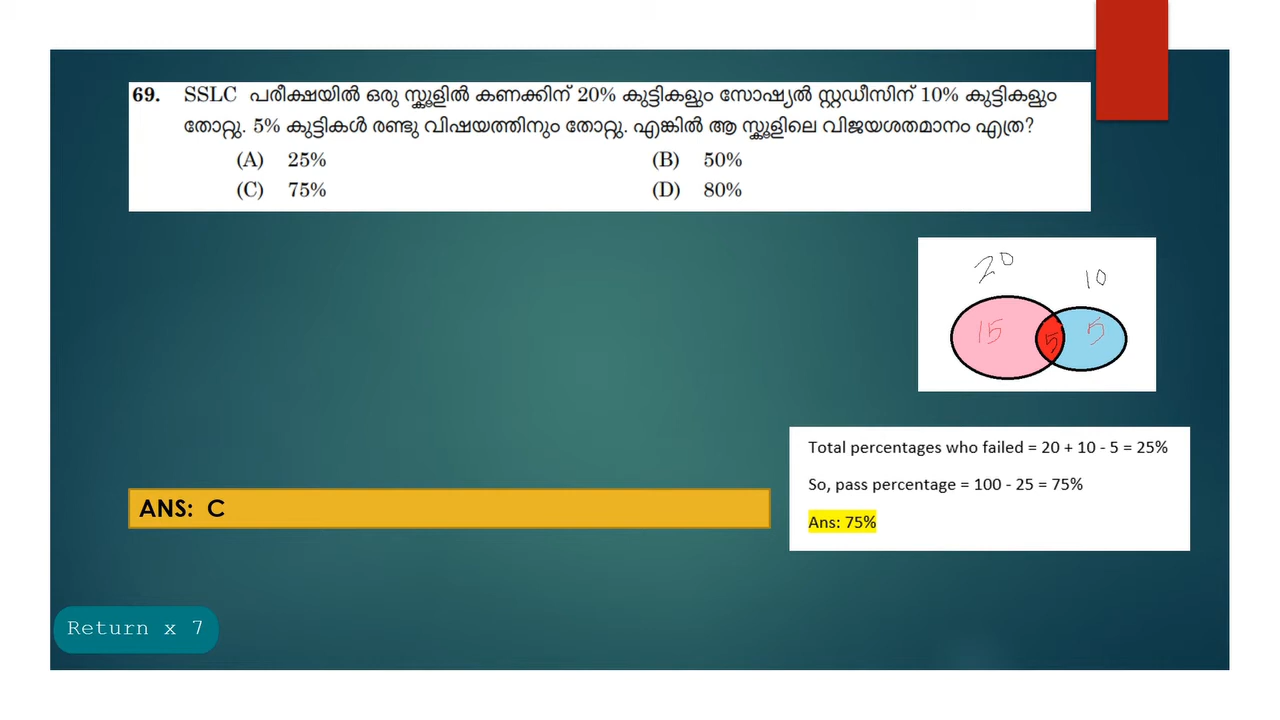 69. SSLC പരീക്ഷയിൽ ഒരു സ്കൂളിൽ കണക്കിന് 20% കുട്ടികളും സോഷ്യൽ സ്റ്റഡീസിന് 10% കുട്ടികളും
തോറ്റു. 5% കുട്ടികൾ രണ്ടു വിഷയത്തിനും തോറ്റു. എങ്കിൽ ആ സ്കൂളിലെ വിജയശതമാനം എത്ര?
(A) 25% (B) 50%
(C) 75% (D) 80%
20 10
15 5 5
Total percentages who failed = 20 + 10 - 5 = 25%
So, pass percentage = 100 - 25 = 75%
Ans: 75%
ANS: C
Return x 7